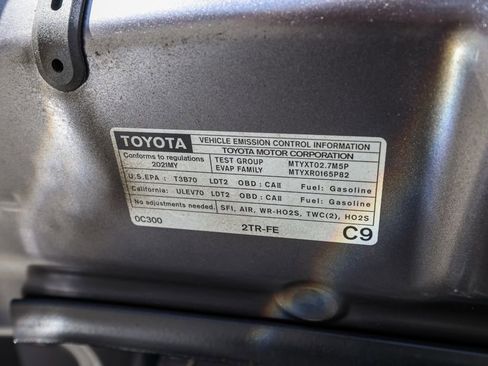 TOYOTA VEHICLE EMISSION CONTROL INFORMATION
TOYOTA MOTOR CORPORATION
Conforms to regulations TEST GROUP MTYXT02.7M5P
2021MY EVAP FAMILY MTYXR0165P82
U.S.EPA : T3B70 LDT2 OBD : CAII Fuel: Gasoline
California: ULEV70 LDT2 OBD : CAII Fuel: Gasoline
No adjustments needed. SFI, AIR, WR-HO2S, TWC(2), HO2S
0C300 2TR-FE C9